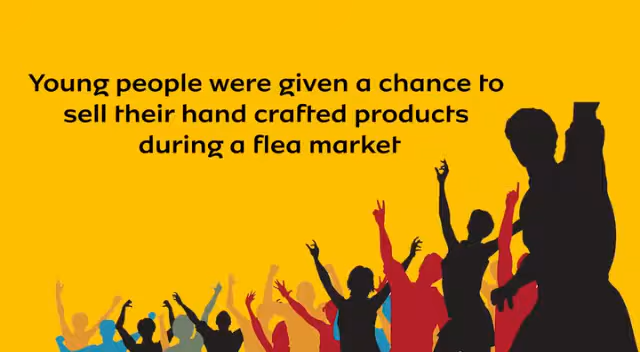 Young people were given a chance to
sell their hand crafted products
during a flea market